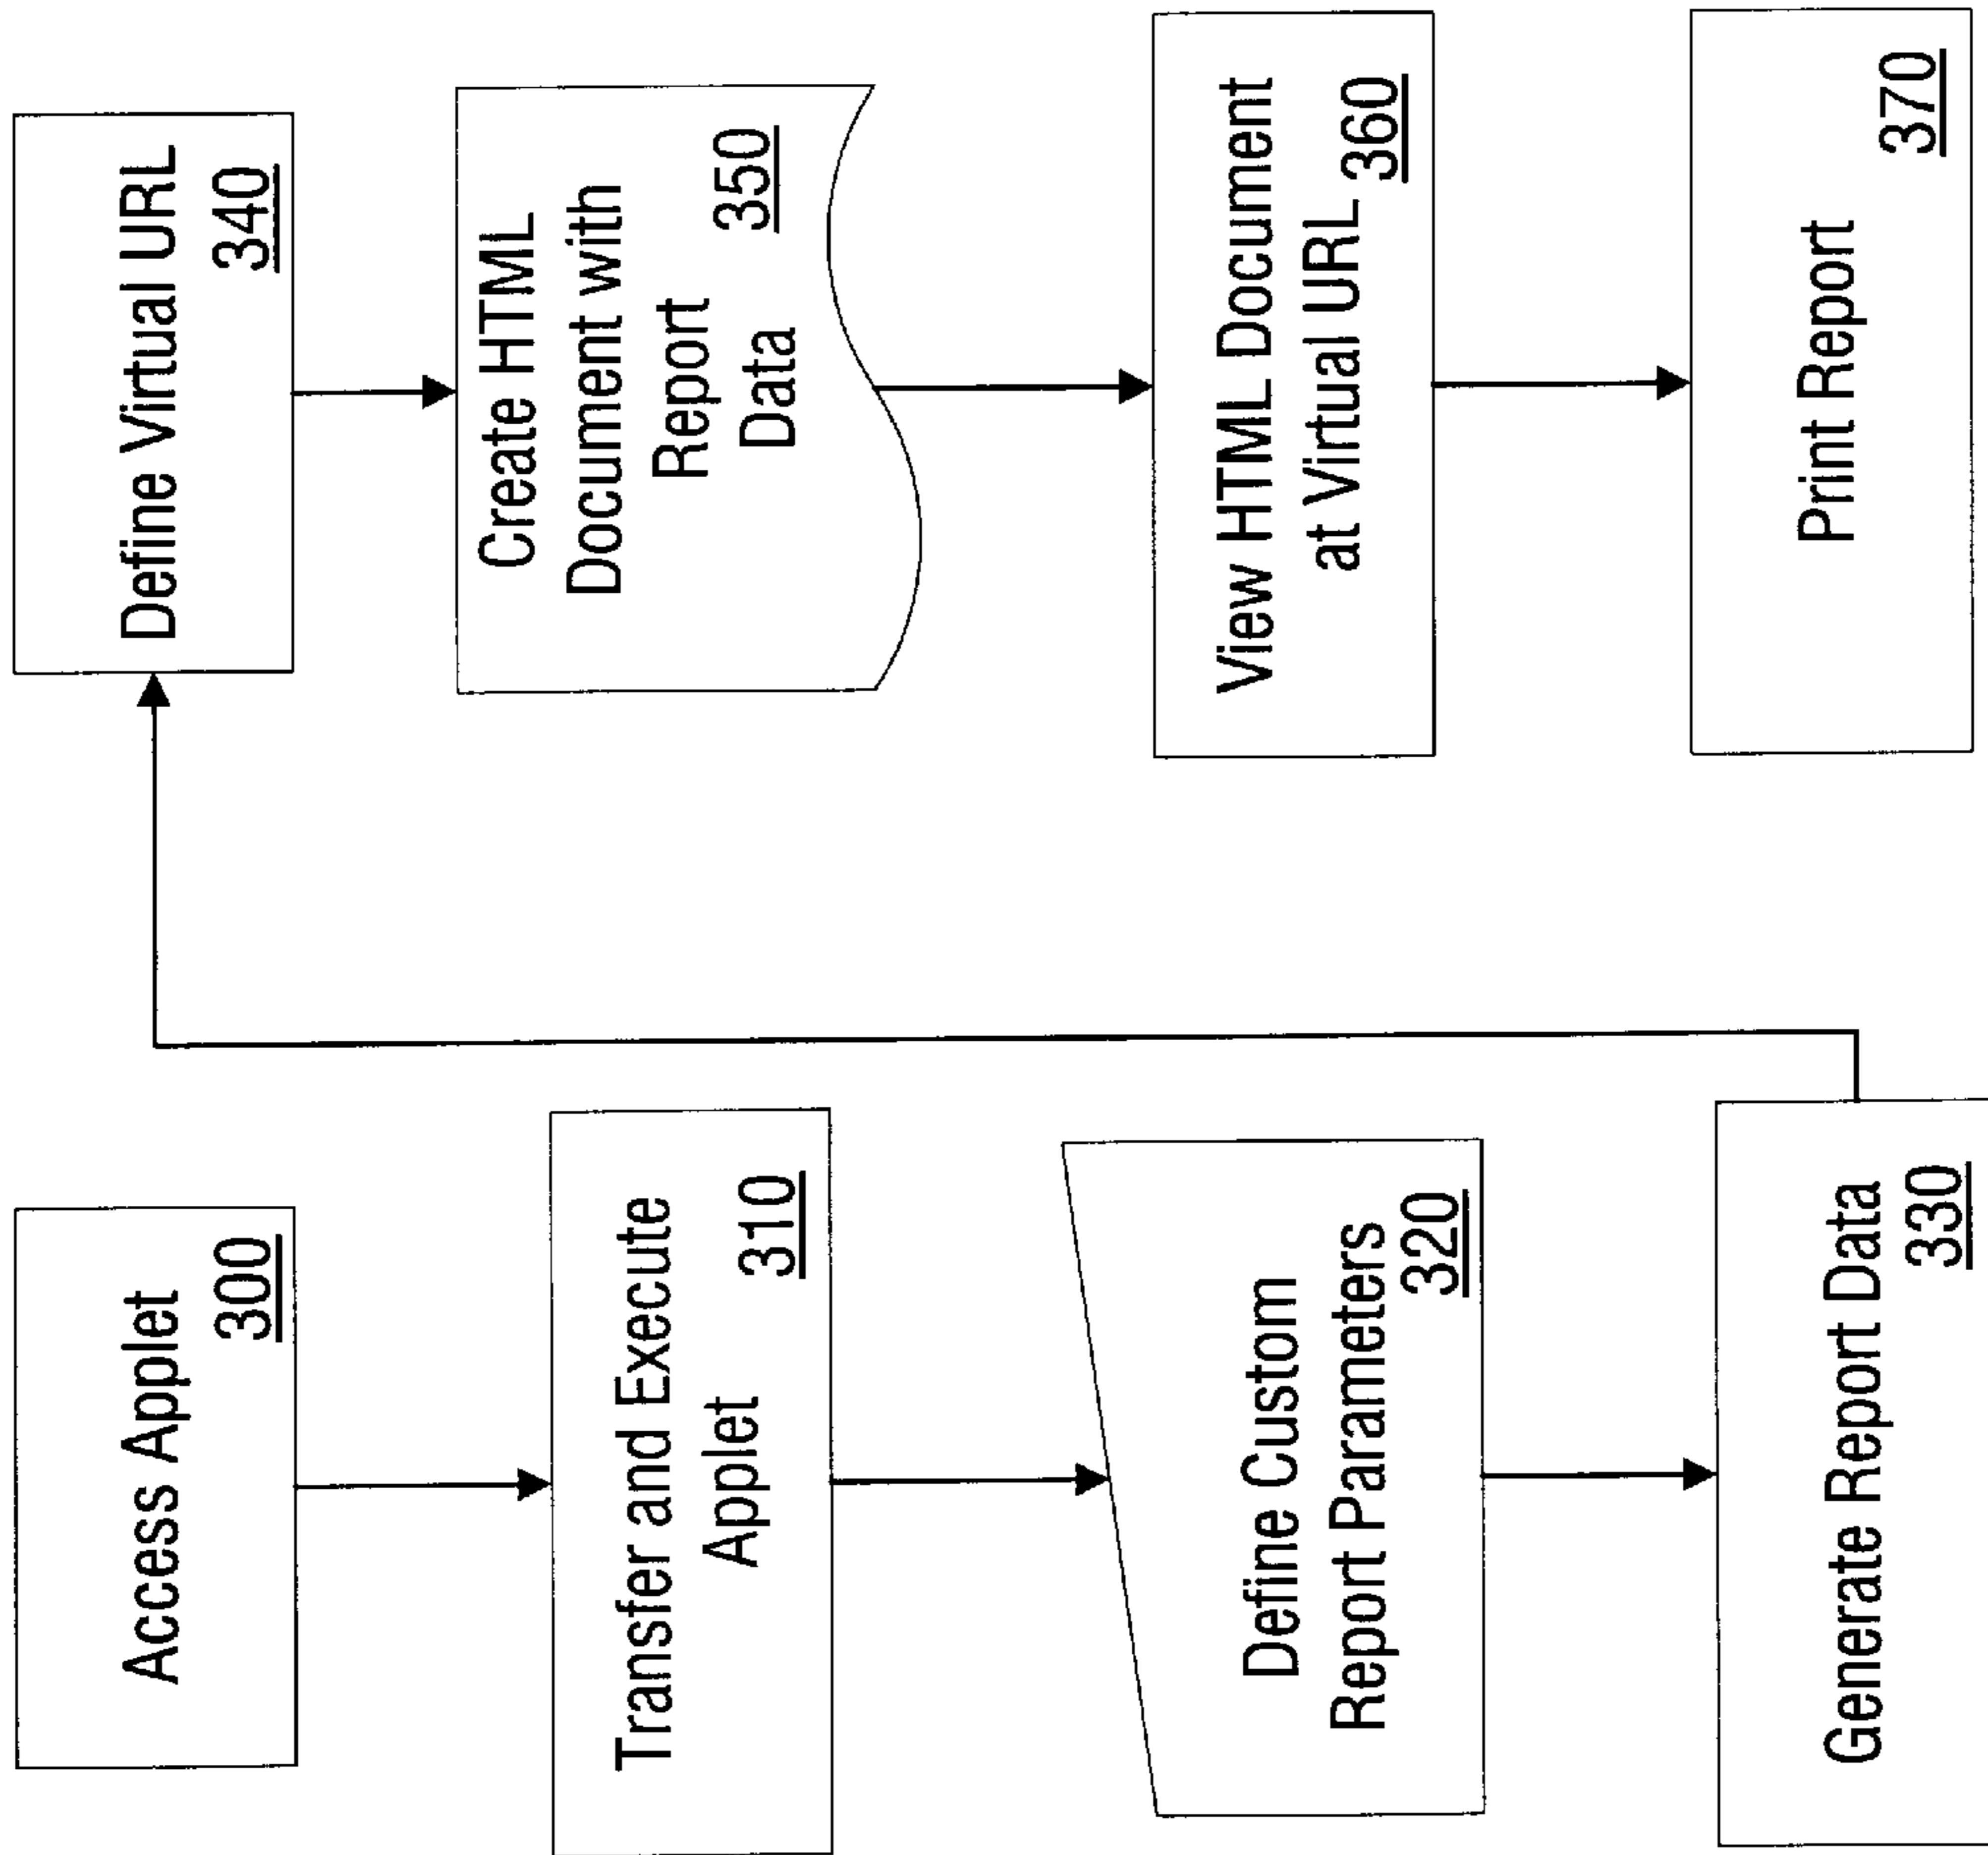 Access Applet
300
Transfer and Execute
Applet
310
Define Custom
Report Parameters
320
Generate Report Data
330
Define Virtual URL
340
Create HTML
Document with
Report
350
Data
View HTML Document
at Virtual URL 360
Print Report
370